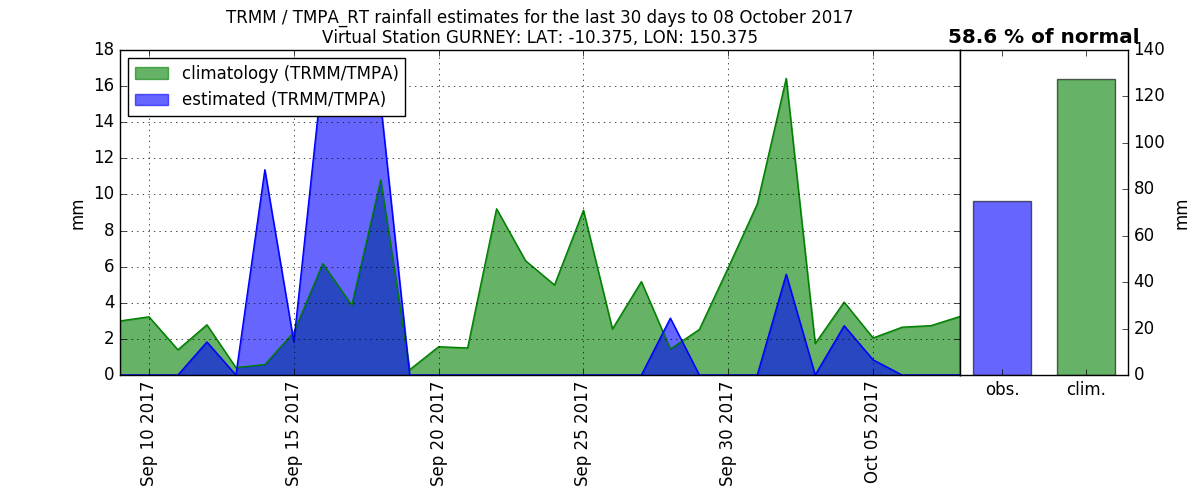 TRMM / TMPA_RT rainfall estimates for the last 30 days to 08 October 2017
Virtual Station GURNEY: LAT: -10.375, LON: 150.375
58.6 % of normal
climatology (TRMM/TMPA)
estimated (TRMM/TMPA)
mm
18
16
14
12
10
8
6
4
2
0
Sep 10 2017
Sep 15 2017
Sep 20 2017
Sep 25 2017
Sep 30 2017
Oct 05 2017
obs.
clim.
140
120
100
80
60
40
20
0
mm